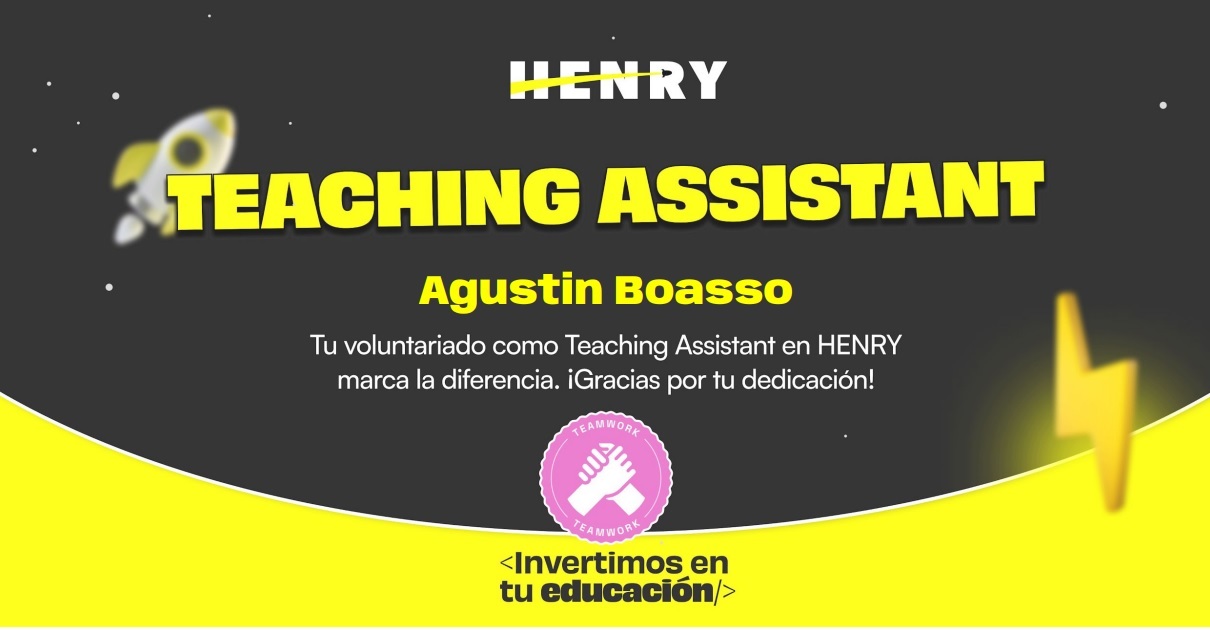 HENRY
TEACHING ASSISTANT
Agustin Boasso
Tu voluntariado como Teaching Assistant en HENRY
marca la diferencia. ¡Gracias por tu dedicación!
TEAMWORK
TEAMWORK
<Invertimos en
tu educación/>